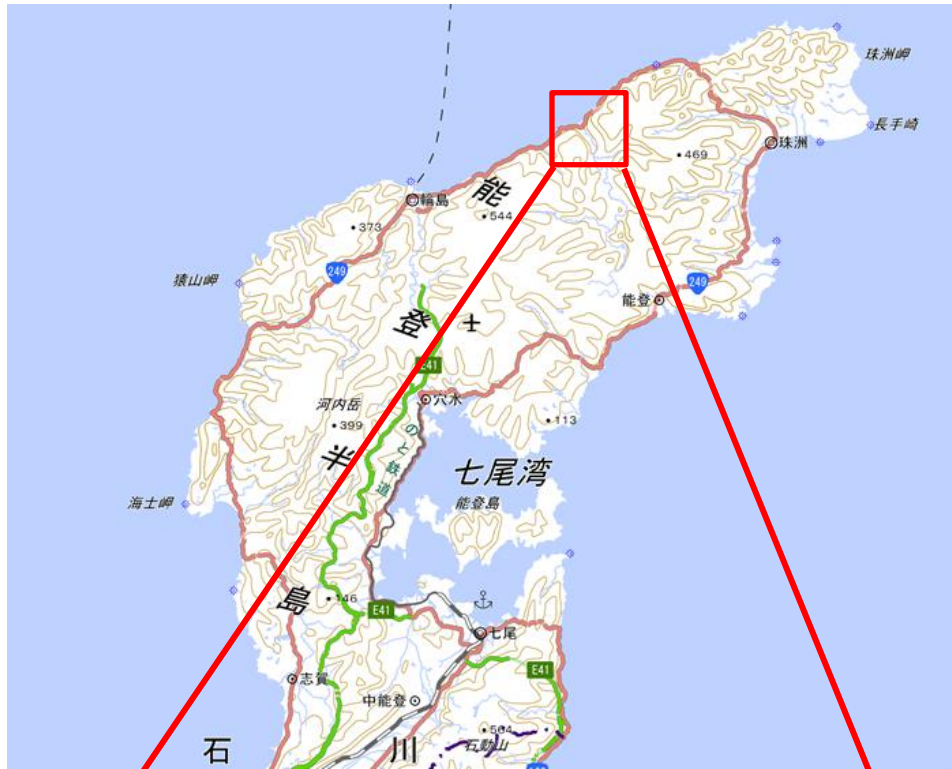 珠洲岬
長手崎
珠洲
469
輪島
能
544
373
249
猿山岬
249
能登
登
E41
穴水
河内岳
399
のと鉄道
113
半
七尾湾
能登島
海士岬
島
146
E41
七尾
E41
志賀
中能登
564
石動山
石
川